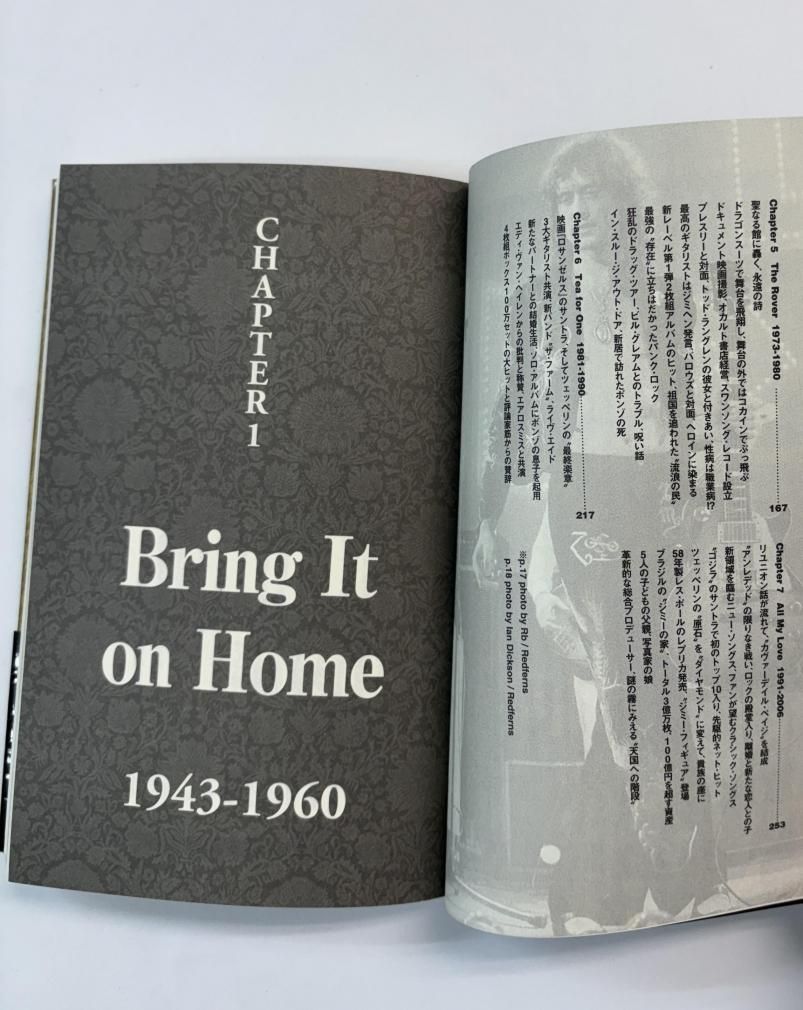 Chapter 5 The Rover 1973-1980 167
聖なる館に轟く、永遠の詩
ドラゴンスーツで舞台を飛翔し、舞台の外ではコカインでぶっ飛ぶ
ドキュメント映画撮影、オカルト書店経営、スワンソング・レコード設立
プレスリーと対面、トッド・ラングレンの彼女と付きあい、性病は職業病!?
最高のギタリストはジミヘン発言、バロウズと対面、ヘロインに染まる
新レーベル第1弾2枚組アルバムのヒット、祖国を追われた“流浪の民”
最強の“存在”に立ちはだかったパンク・ロック
狂乱のドラッグ・ツアー、ビル・グレアムとのトラブル、呪い話
イン・スルー・ジ・アウト・ドア、新居で訪れたボンゾの死
Chapter 6 Tea for One 1981-1990 217
映画『ロサンゼルス』のサントラ、そしてツェッペリンの“最終楽章”
3大ギタリスト共演、新バンド“ザ・ファーム”、ライヴ・エイド
新たなパートナーとの結婚生活、ソロ・アルバムにボンゾの息子を起用
エディ・ヴァン・ヘイレンからの批判と称賛、エアロスミスと共演
4枚組ボックス100万セットの大ヒットと評論家筋からの賛辞
Chapter 7 All My Love 1991-2006 253
リユニオン話が流れて、“カヴァーデイル・ペイジ”を結成
“アンレデッド”の限りなき戦い、ロックの殿堂入り、離婚と新たな恋人との子
新領域を臨むニュー・ソングス、ファンが望むクラシック・ソングス
“ゴジラ”のサントラで初のトップ10入り、先駆的ネット・ヒット
ツェッペリンの“原石”を“ダイヤモンド”に変えて、貴族の座に
58年製レス・ポールのレプリカ発売、“ジミー・フィギュア”登場
ブラジルの“ジミーの家”、トータル3億万枚、100億円を超す資産
5人の子どもの父親、写真家の娘
革新的な総合プロデューサー、謎の霧にみえる“天国への階段”
※p.17 photo by Rb / Redferns
p.18 photo by Ian Dickson / Redferns
CHAPTER 1
Bring It
on Home
1943-1960